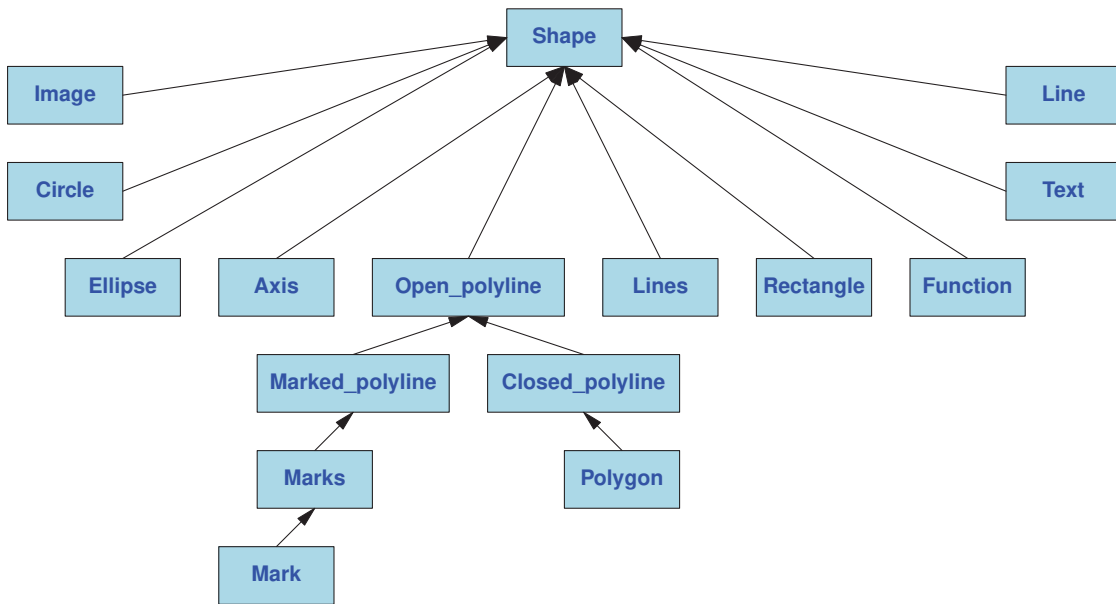 Shape
Image
Line
Circle
Text
Ellipse
Axis
Open_polyline
Lines
Rectangle
Function
Marked_polyline
Closed_polyline
Marks
Polygon
Mark